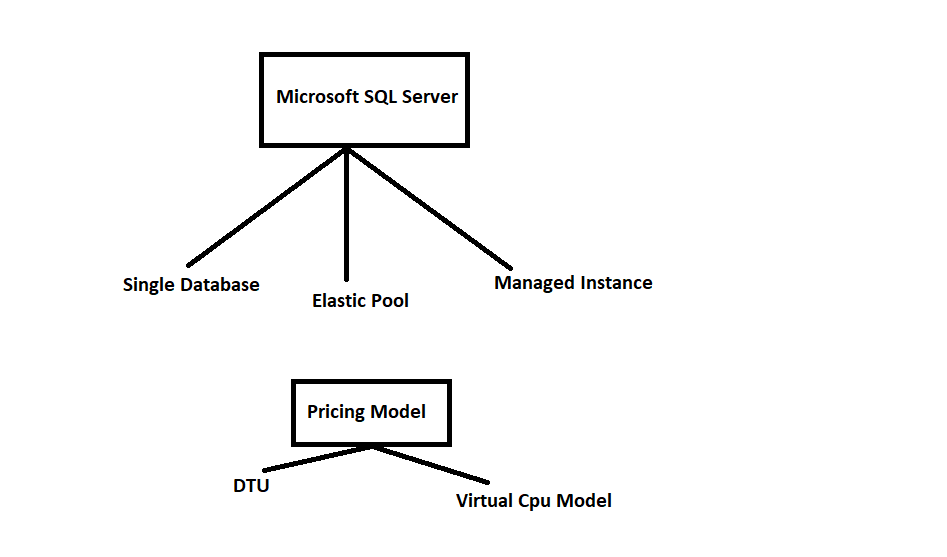 Microsoft SQL Server
Single Database
Elastic Pool
Managed Instance
Pricing Model
DTU
Virtual Cpu Model